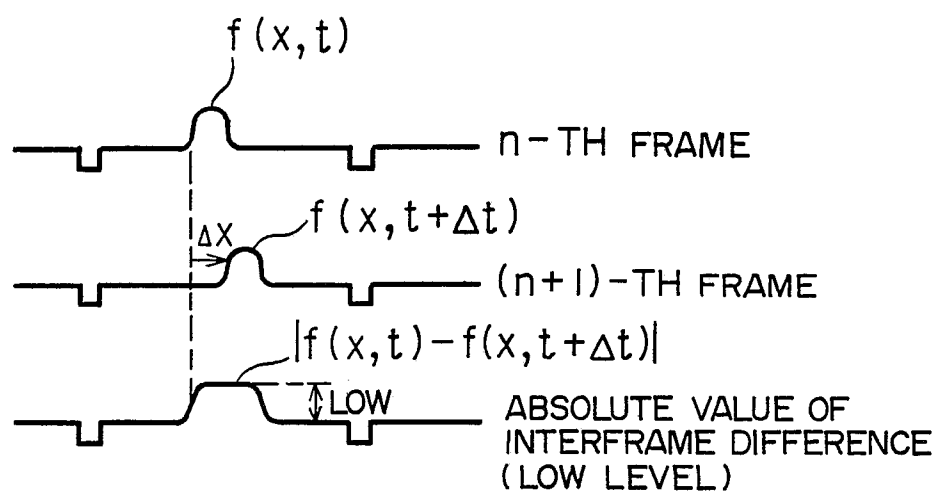 f(x,t)
n-TH FRAME
f(x,t+Δt)
ΔX
(n+1)-TH FRAME
|f(x,t)-f(x,t+Δt)|
LOW
ABSOLUTE VALUE OF
INTERFRAME DIFFERENCE
(LOW LEVEL)